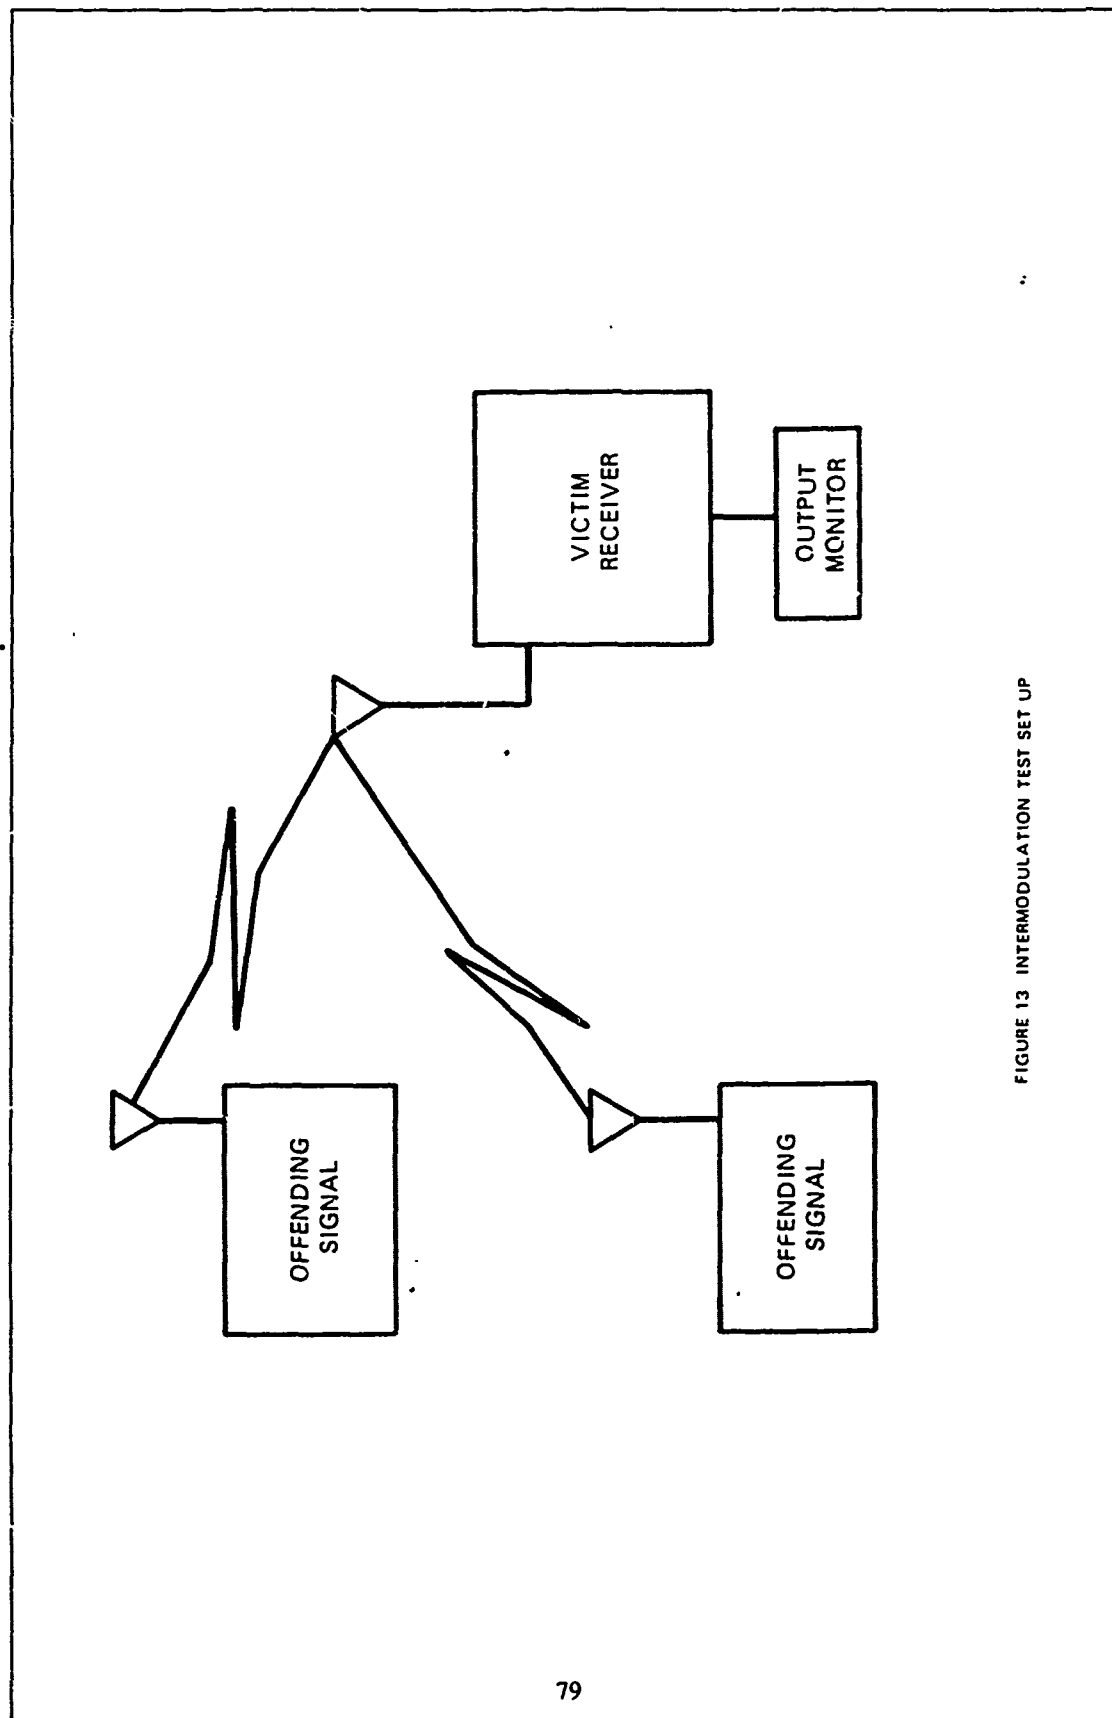 OFFENDING
SIGNAL
OFFENDING
SIGNAL
VICTIM
RECEIVER
OUTPUT
MONITOR
FIGURE 13 INTERMODULATION TEST SET UP
79